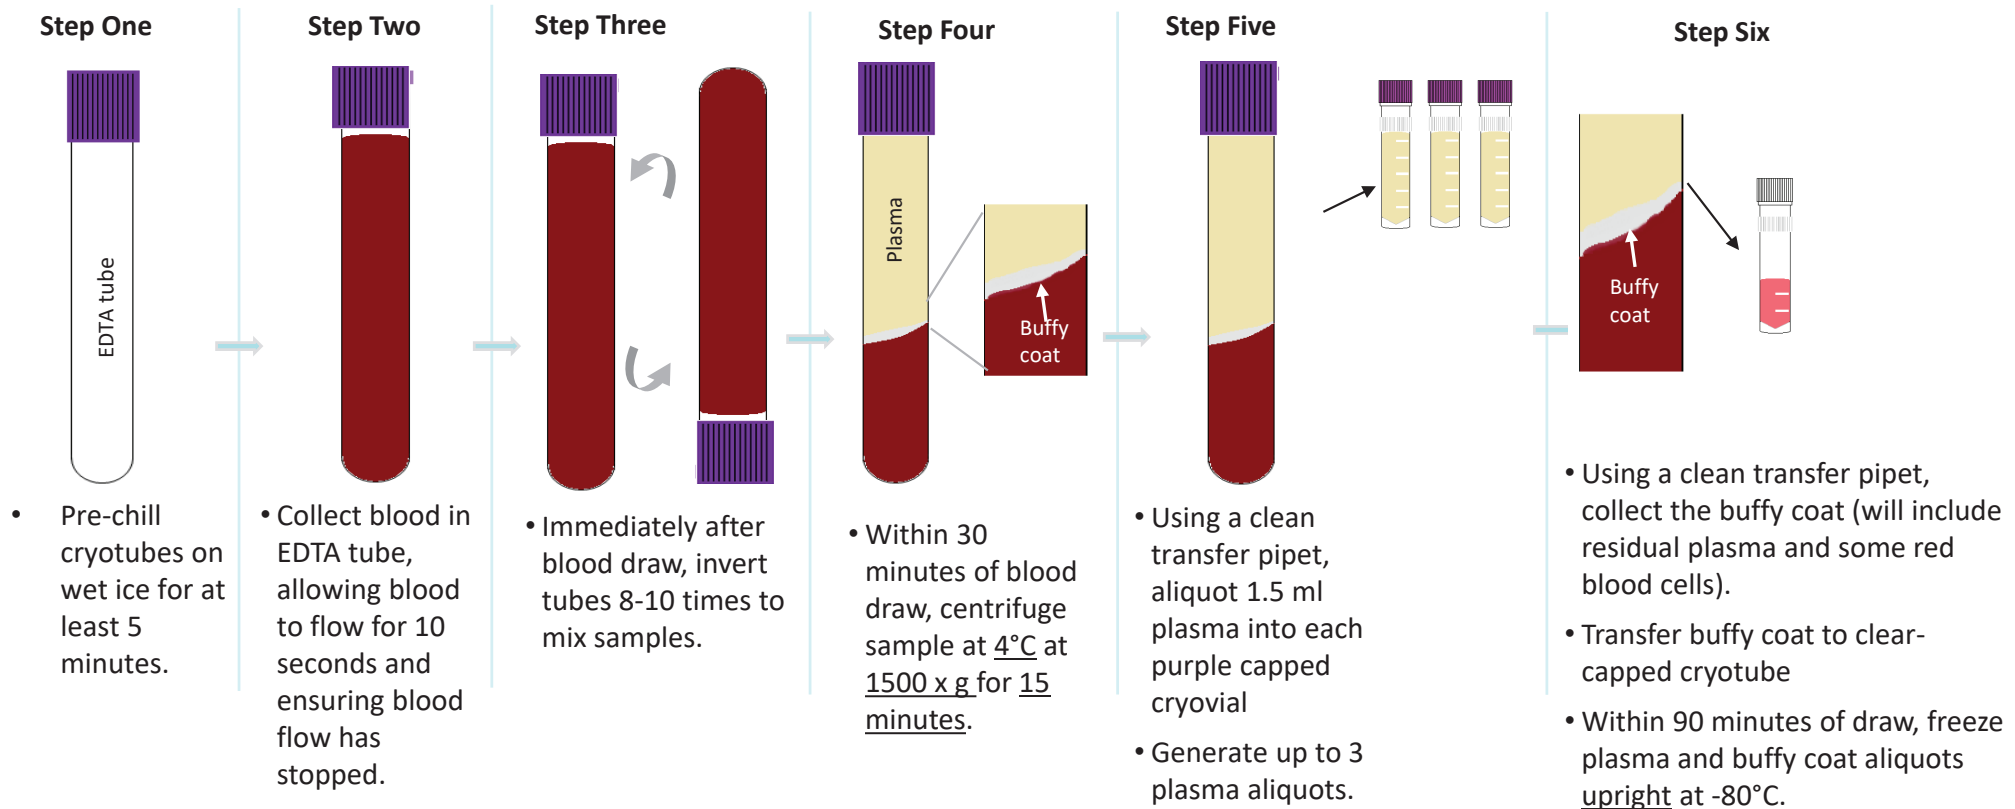 Step One
EDTA tube
• Pre-chill
cryotubes on
wet ice for at
least 5
minutes.
Step Two
• Collect blood in
EDTA tube,
allowing blood
to flow for 10
seconds and
ensuring blood
flow has
stopped.
Step Three
• Immediately after
blood draw, invert
tubes 8-10 times to
mix samples.
Step Four
Plasma
Buffy
coat
• Within 30
minutes of blood
draw, centrifuge
sample at 4°C at
1500 x g for 15
minutes.
Step Five
• Using a clean
transfer pipet,
aliquot 1.5 ml
plasma into each
purple capped
cryovial
• Generate up to 3
plasma aliquots.
Step Six
Buffy
coat
• Using a clean transfer pipet,
collect the buffy coat (will include
residual plasma and some red
blood cells).
• Transfer buffy coat to clear-
capped cryotube
• Within 90 minutes of draw, freeze
plasma and buffy coat aliquots
upright at -80°C.